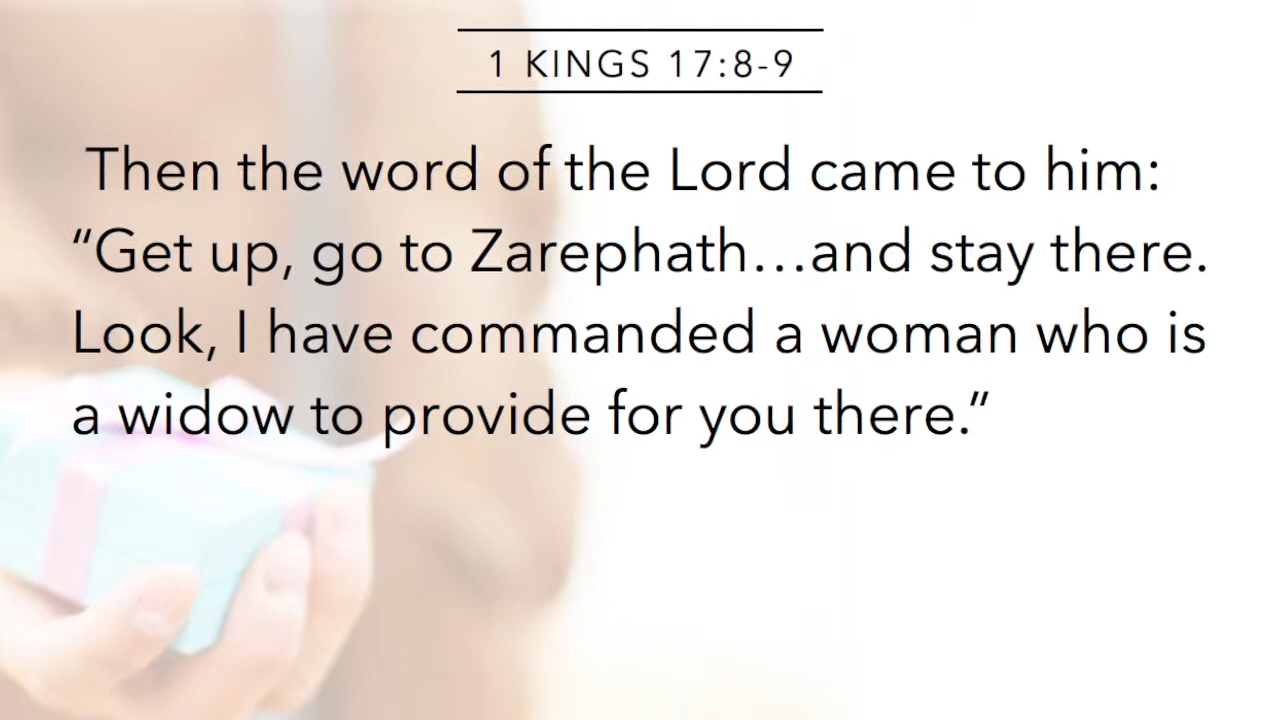 1 KINGS 17:8-9
Then the word of the Lord came to him:
“Get up, go to Zarephath…and stay there.
Look, I have commanded a woman who is
a widow to provide for you there.”